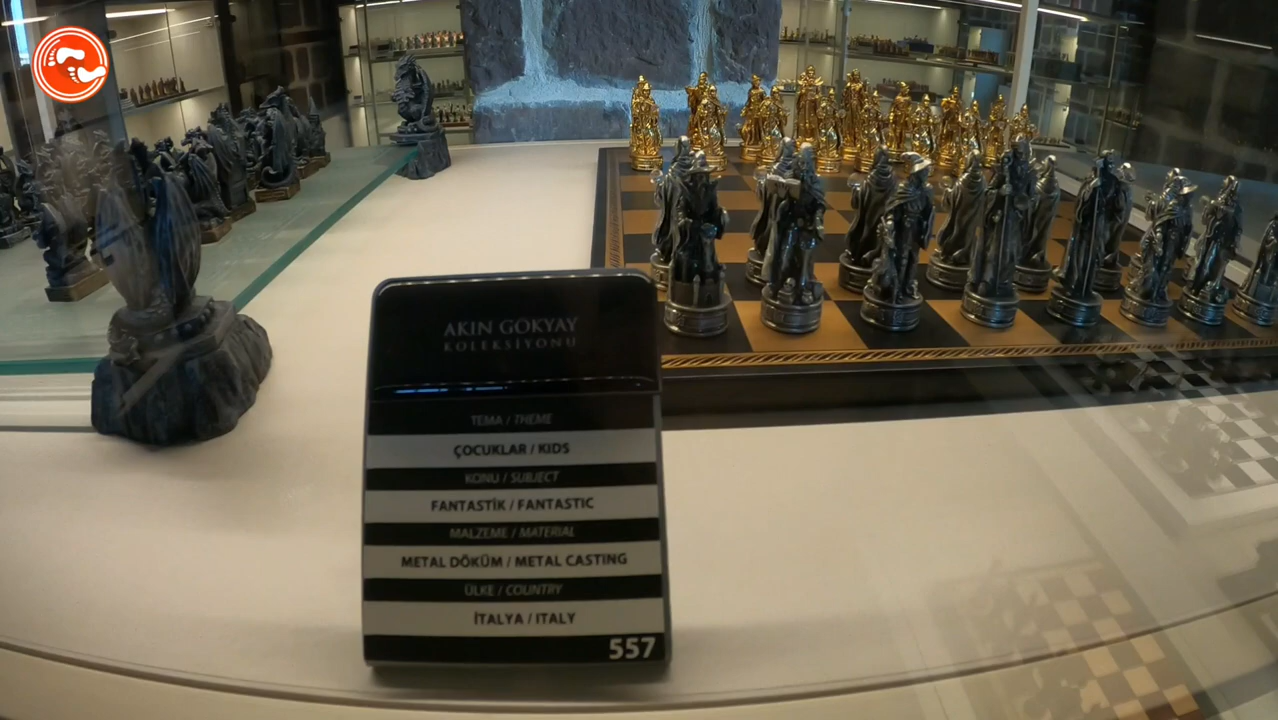 AKIN GÖKYAY
KOLEKSİYONU
TEMA / THEME
ÇOCUKLAR / KIDS
KONU / SUBJECT
FANTASTİK / FANTASTIC
MALZEME / MATERIAL
METAL DÖKÜM / METAL CASTING
ÜLKE / COUNTRY
İTALYA / ITALY
557